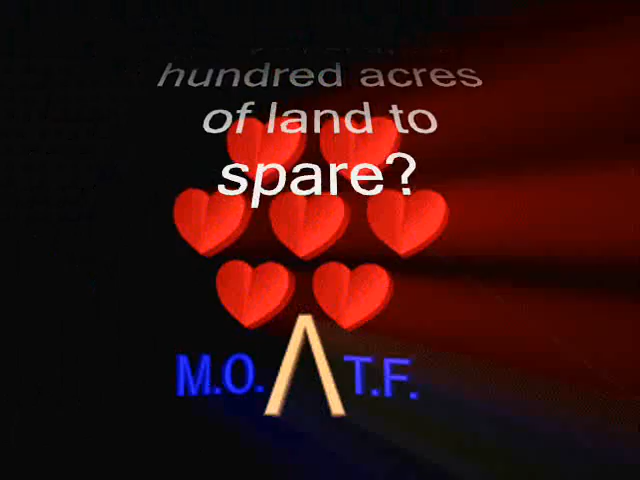 hundred acres
of land to
spare?
M.O. Λ T.F.